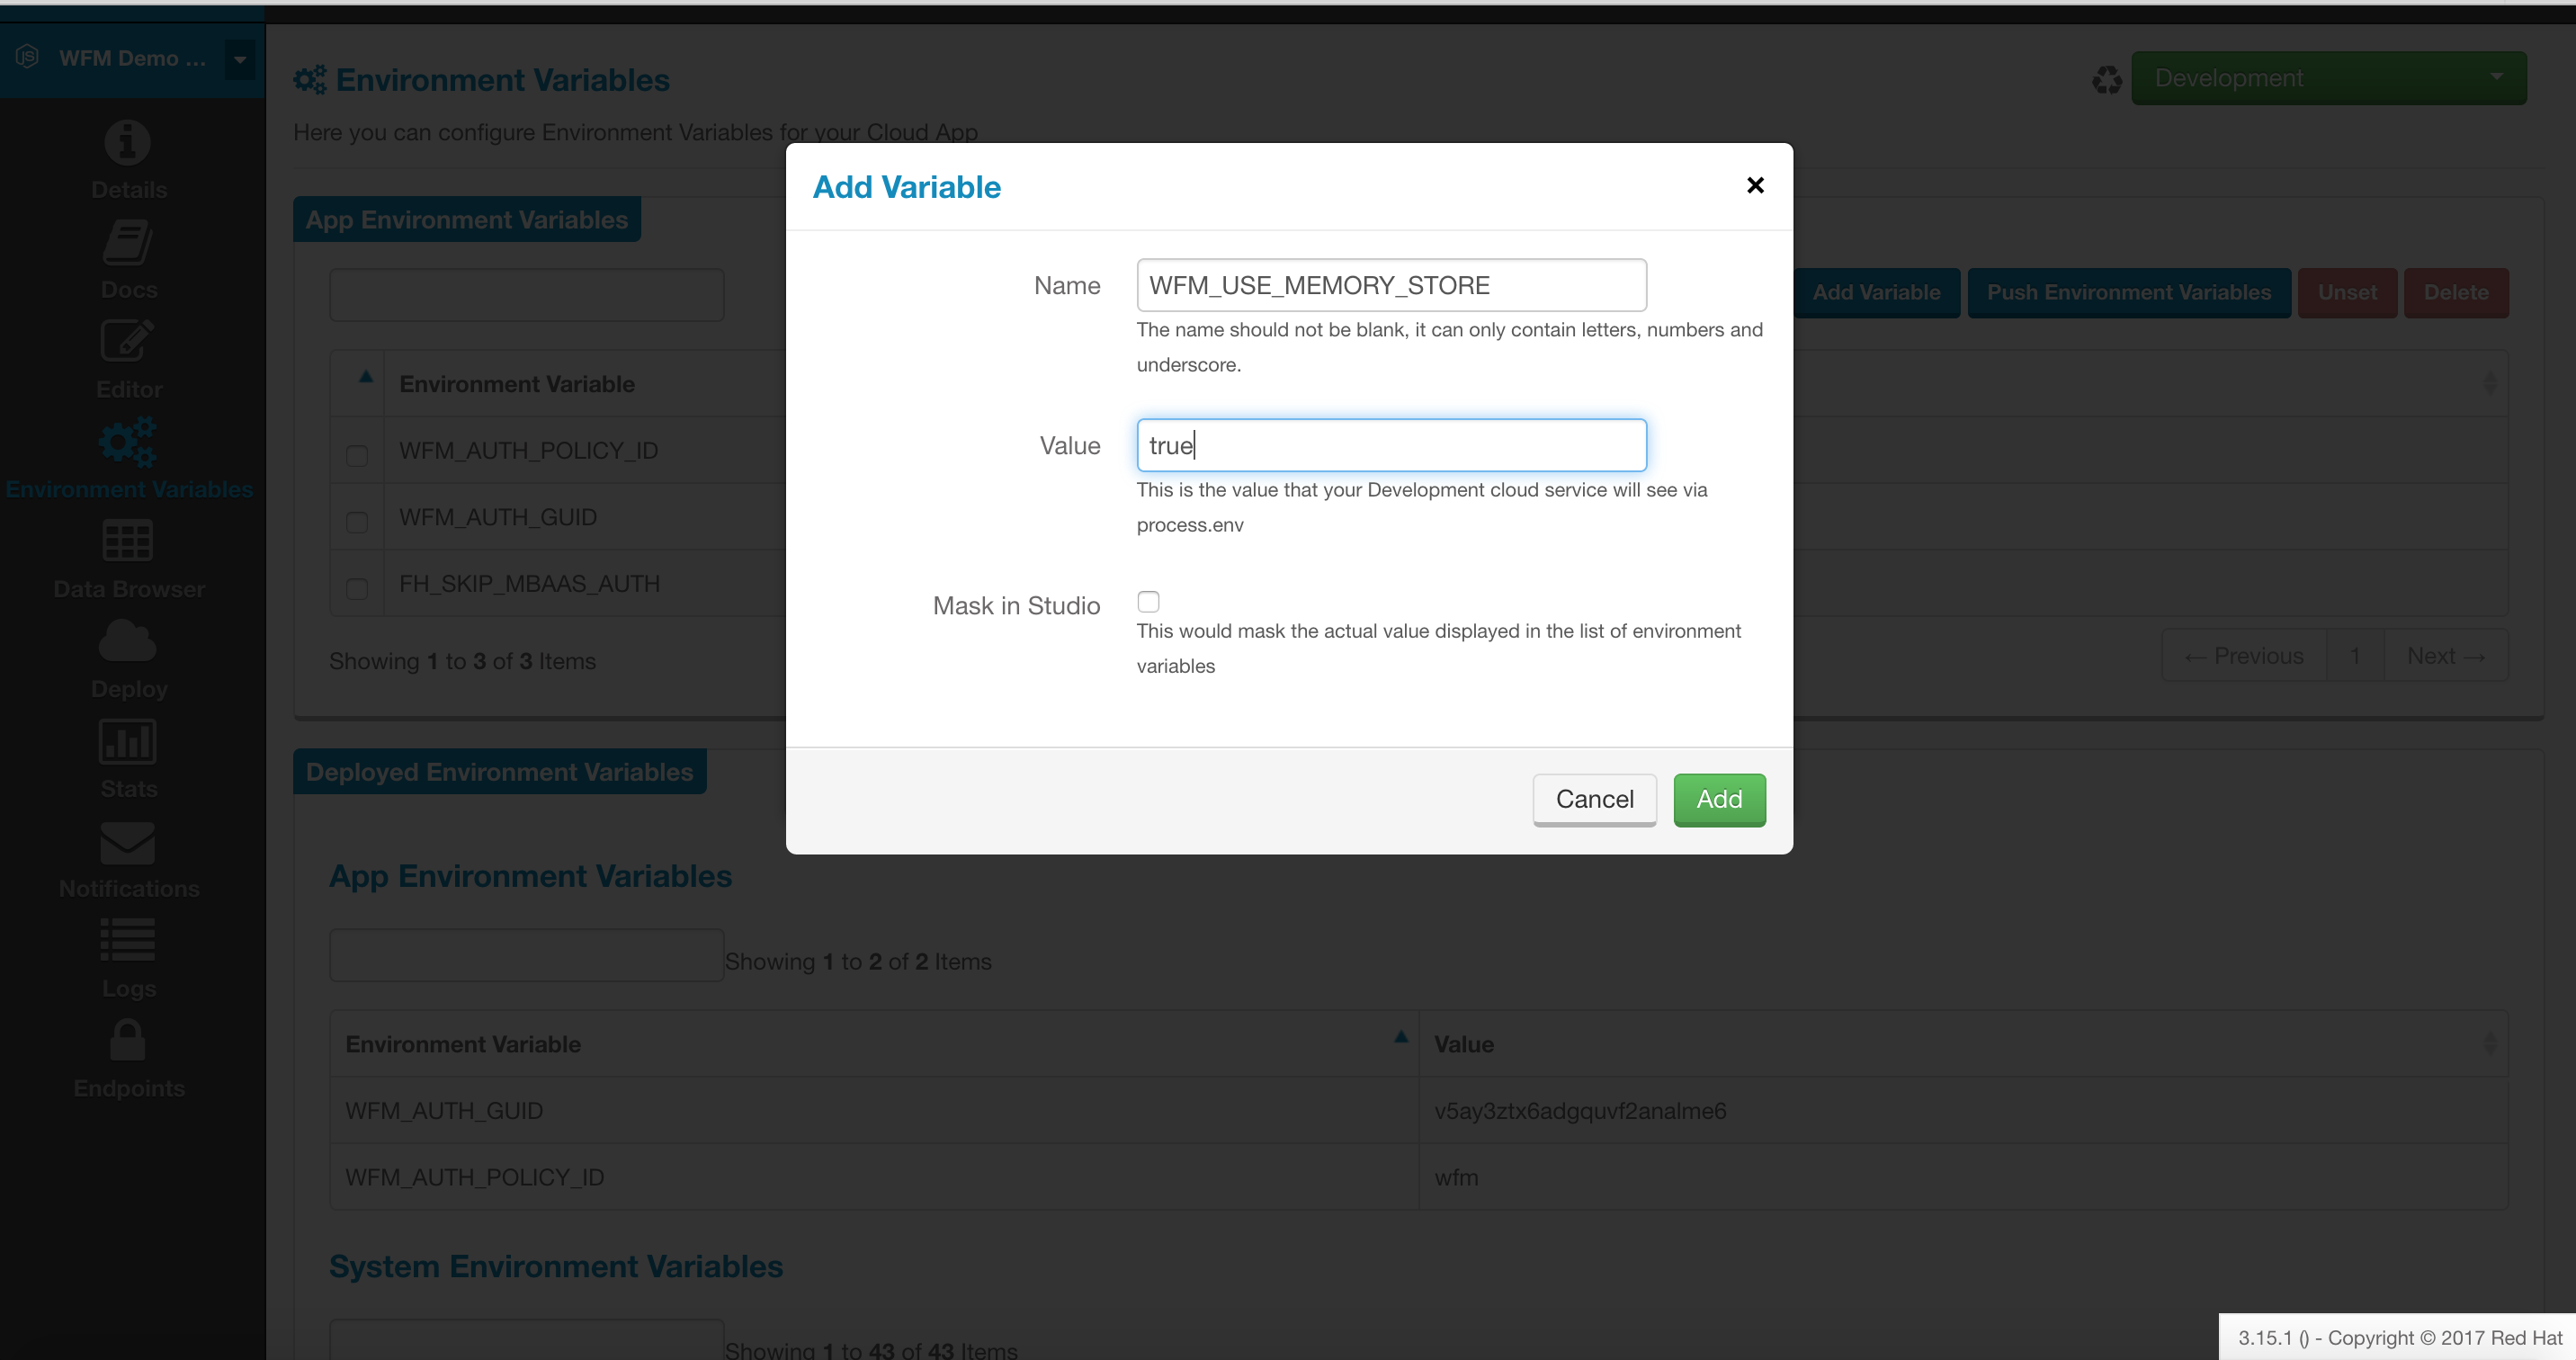 WFM Demo ...
Details
Docs
Editor
Environment Variables
Data Browser
Deploy
Stats
Notifications
Logs
Endpoints
Environment Variables
Development
Here you can configure Environment Variables for your Cloud App
App Environment Variables
Add Variable
Push Environment Variables
Unset
Delete
Environment Variable
WFM_AUTH_POLICY_ID
WFM_AUTH_GUID
FH_SKIP_MBAAS_AUTH
Showing 1 to 3 of 3 Items
← Previous
1
Next →
Add Variable
×
Name
WFM_USE_MEMORY_STORE
The name should not be blank, it can only contain letters, numbers and
underscore.
Value
true
This is the value that your Development cloud service will see via
process.env
Mask in Studio
This would mask the actual value displayed in the list of environment
variables
Cancel
Add
Deployed Environment Variables
App Environment Variables
Showing 1 to 2 of 2 Items
Environment Variable
Value
WFM_AUTH_GUID
v5ay3ztx6adgquvf2analme6
WFM_AUTH_POLICY_ID
wfm
System Environment Variables
Showing 1 to 43 of 43 Items
3.15.1 () - Copyright © 2017 Red Hat